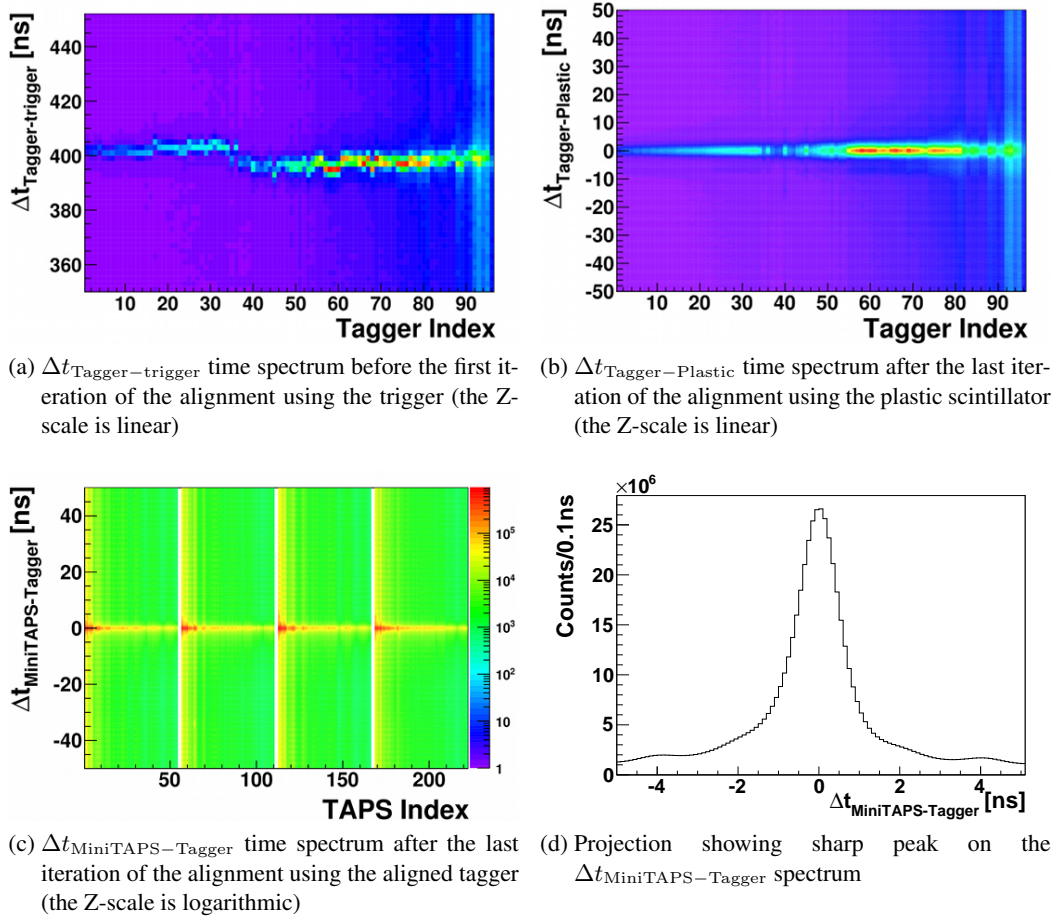 Δt_Tagger-trigger [ns]
440
420
400
380
360
10 20 30 40 50 60 70 80 90
Tagger Index
Δt_Tagger-Plastic [ns]
50
40
30
20
10
0
-10
-20
-30
-40
-50
10 20 30 40 50 60 70 80 90
Tagger Index
(a) Δt_Tagger−trigger time spectrum before the first it-
eration of the alignment using the trigger (the Z-
scale is linear)
(b) Δt_Tagger−Plastic time spectrum after the last iter-
ation of the alignment using the plastic scintillator
(the Z-scale is linear)
Δt_MiniTAPS-Tagger [ns]
40
20
0
-20
-40
50 100 150 200
TAPS Index
10^5
10^4
10^3
10^2
10
1
×10^6
Counts/0.1ns
25
20
15
10
5
0
-4 -2 0 2 4
Δt_MiniTAPS-Tagger [ns]
(c) Δt_MiniTAPS−Tagger time spectrum after the last
iteration of the alignment using the aligned tagger
(the Z-scale is logarithmic)
(d) Projection showing sharp peak on the
Δt_MiniTAPS−Tagger spectrum